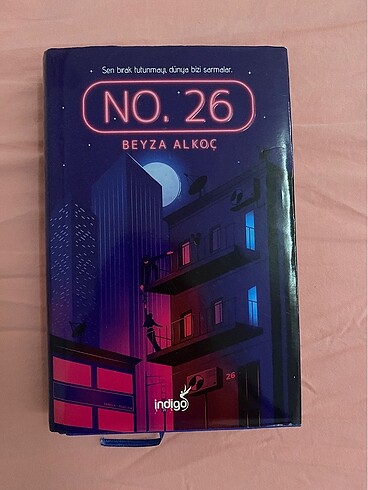 Sen bırak tutunmayı, dünya bizi sarmalar.
NO. 26
BEYZA ALKOÇ
26
indigo